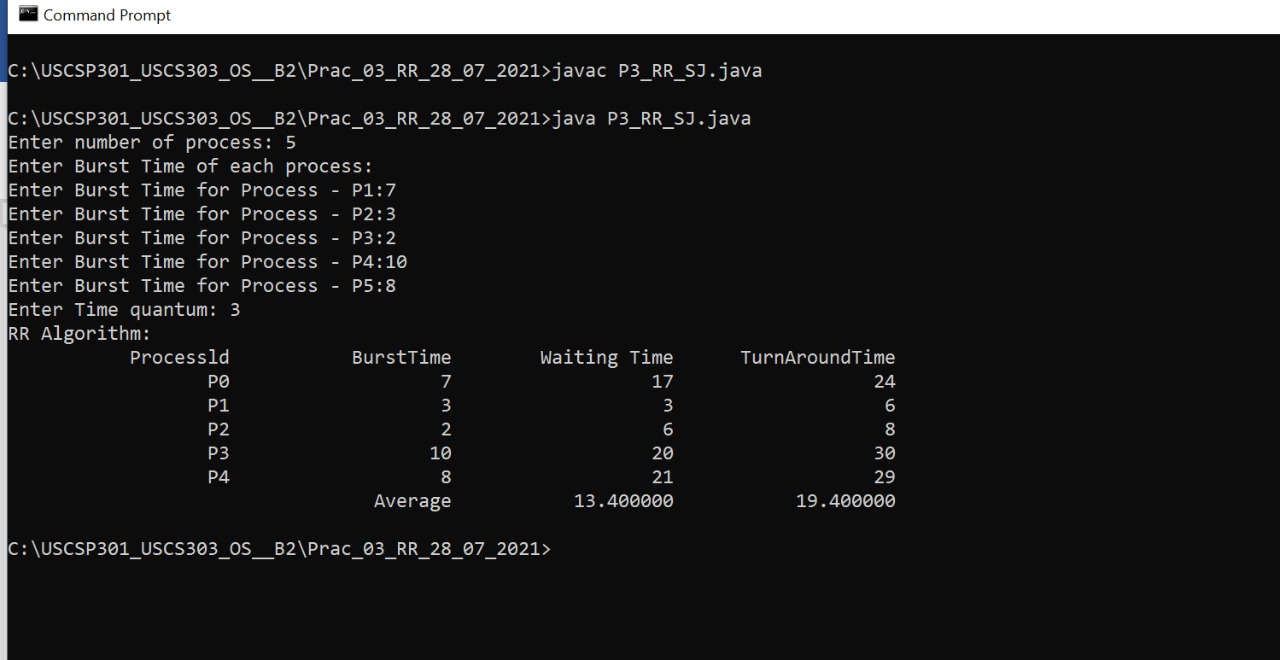 Command Prompt
C:\USCSP301_USCS303_OS__B2\Prac_03_RR_28_07_2021>javac P3_RR_SJ.java
C:\USCSP301_USCS303_OS__B2\Prac_03_RR_28_07_2021>java P3_RR_SJ.java
Enter number of process: 5
Enter Burst Time of each process:
Enter Burst Time for Process - P1:7
Enter Burst Time for Process - P2:3
Enter Burst Time for Process - P3:2
Enter Burst Time for Process - P4:10
Enter Burst Time for Process - P5:8
Enter Time quantum: 3
RR Algorithm:
Processld BurstTime Waiting Time TurnAroundTime
P0 7 17 24
P1 3 3 6
P2 2 6 8
P3 10 20 30
P4 8 21 29
Average 13.400000 19.400000
C:\USCSP301_USCS303_OS__B2\Prac_03_RR_28_07_2021>